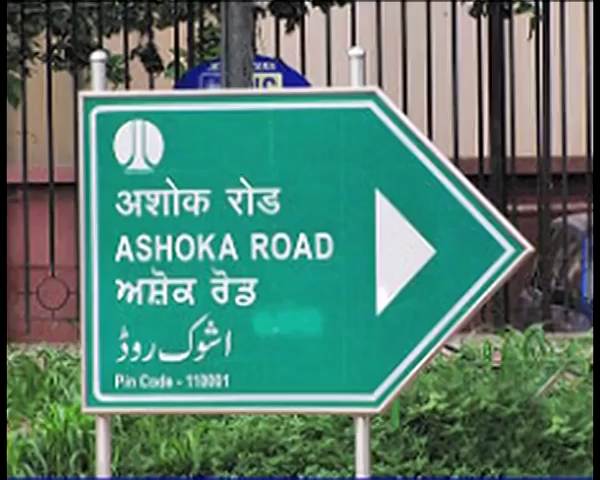 अशोक रोड
ASHOKA ROAD
ਅਸ਼ੋਕ ਰੋਡ
اشوک روڈ
Pin Code - 110001